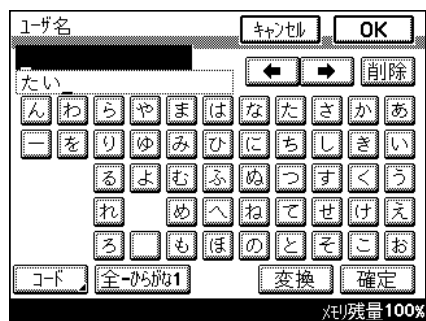 ユーザ名 キャンセル OK
_
たい_ ← → 削除
ん わ ら や ま は な た さ か あ
ー を り ゆ み ひ に ち し き い
る よ む ふ ぬ つ す く う
れ め へ ね て せ け え
ろ も ほ の と そ こ お
コード 全-ひらがな1 変換 確定
メモリ残量100%